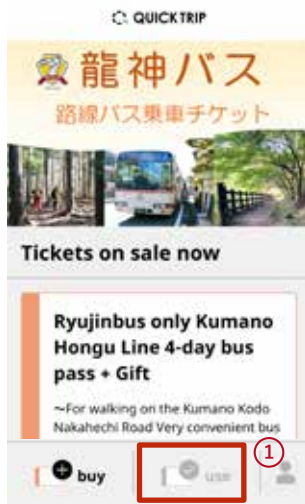 QUICKTRIP
龍神バス
路線バス乗車チケット
Tickets on sale now
Ryujinbus only Kumano
Hongu Line 4-day bus
pass + Gift
~For walking on the Kumano Kodo
Nakahechi Road Very convenient bus
①
buy
use